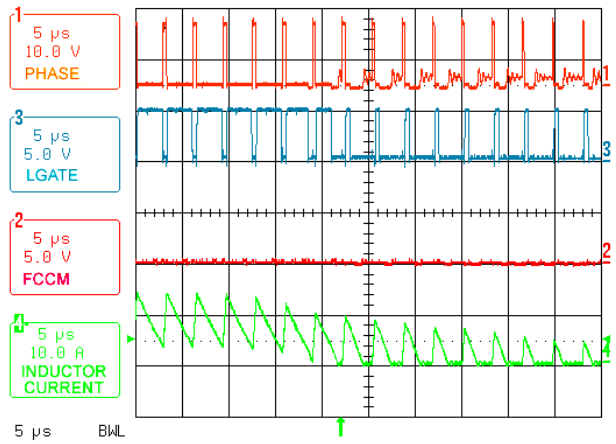 1
5 µs
10.0 V
PHASE
1
3
5 µs
5.0 V
LGATE
3
2
5 µs
5.0 V
FCCM
2
4
5 µs
10.0 A
INDUCTOR
CURRENT
4
5 µs BWL